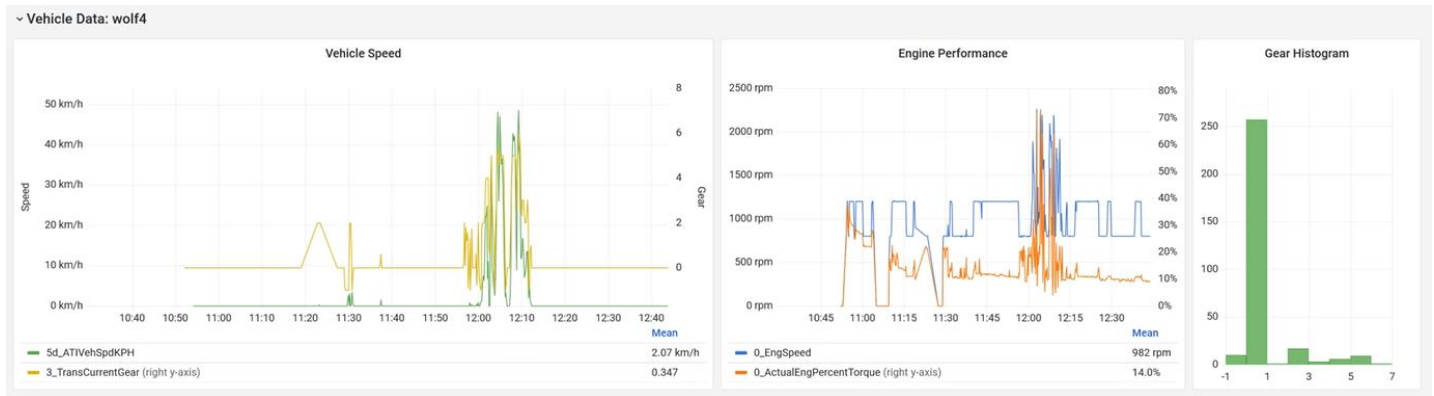 Vehicle Data: wolf4
Vehicle Speed
50 km/h
40 km/h
30 km/h
20 km/h
10 km/h
0 km/h
Speed
8
6
4
2
0
Gear
10:40 10:50 11:00 11:10 11:20 11:30 11:40 11:50 12:00 12:10 12:20 12:30 12:40
Mean
5d_ATIVehSpdKPH 2.07 km/h
3_TransCurrentGear (right y-axis) 0.347
Engine Performance
2500 rpm
2000 rpm
1500 rpm
1000 rpm
500 rpm
0 rpm
80%
70%
60%
50%
40%
30%
20%
10%
0%
10:45 11:00 11:15 11:30 11:45 12:00 12:15 12:30
Mean
0_EngSpeed 982 rpm
0_ActualEngPercentTorque (right y-axis) 14.0%
Gear Histogram
250
200
150
100
50
0
-1 1 3 5 7